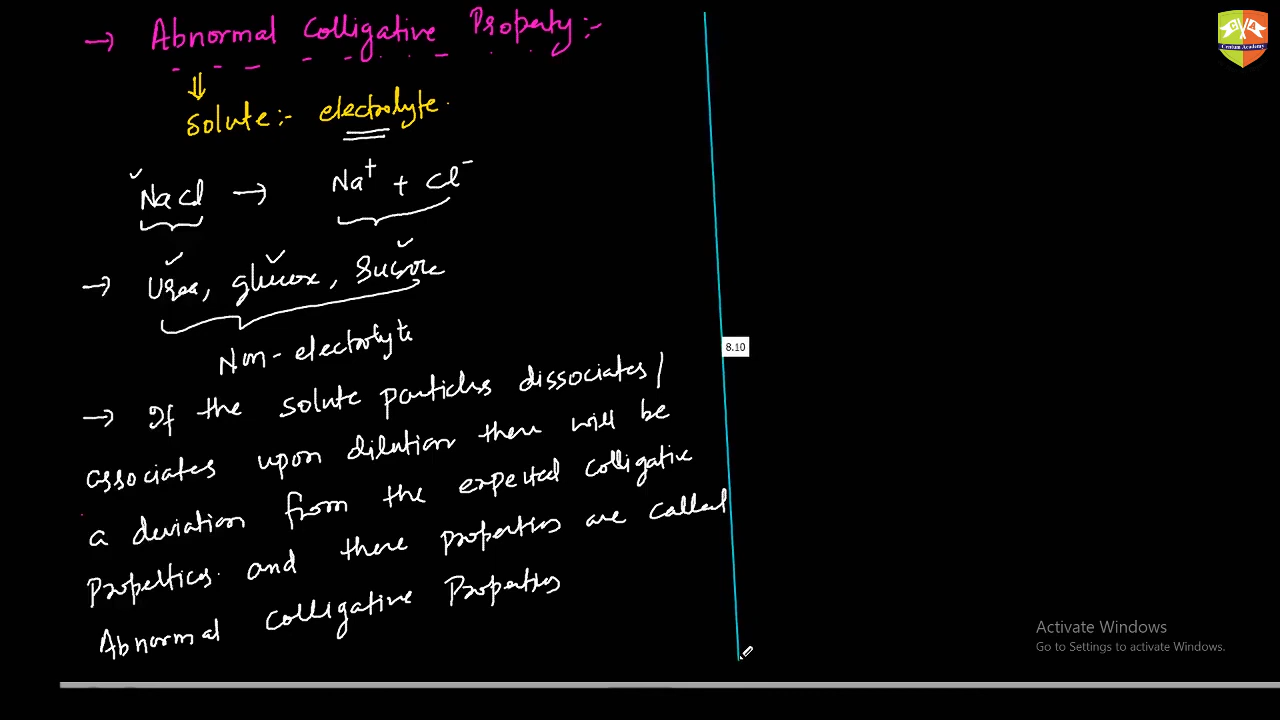 → Abnormal Colligative Property :-
⇓
Solute :- electrolyte.
NaCl → Na⁺ + Cl⁻
→ Urea, glucose, Sucrose
Non-electrolyte
→ If the solute particles dissociates/
associates upon dilution there will be
a deviation from the expected colligative
Properties. and these properties are called
Abnormal Colligative Properties
8.10
Centum Academy
Activate Windows
Go to Settings to activate Windows.